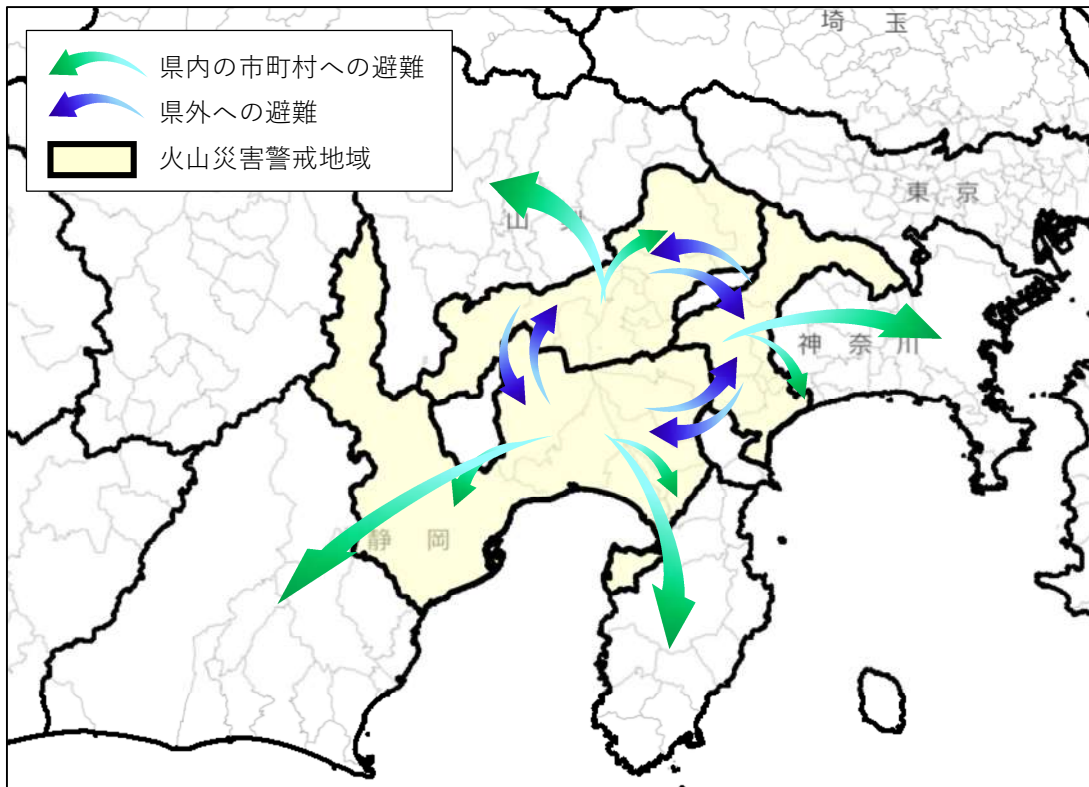 県内の市町村への避難
県外への避難
火山災害警戒地域
埼 玉
東 京
山
神 奈 川
静 岡